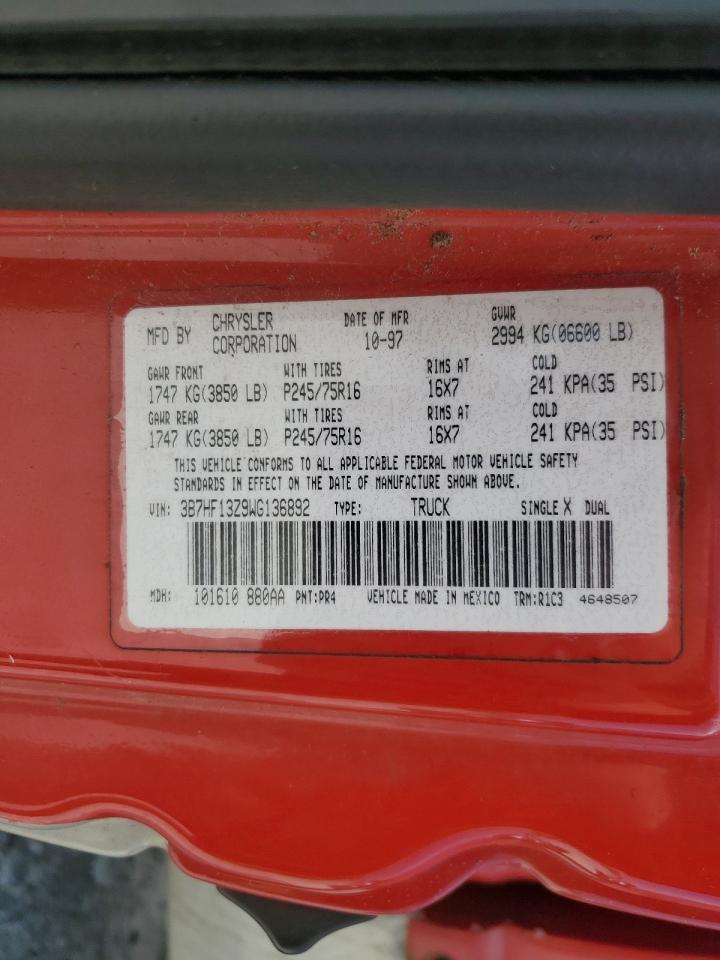 MFD BY CHRYSLER CORPORATION DATE OF MFR 10-97 GVWR 2994 KG(06600 LB)
GAWR FRONT WITH TIRES RIMS AT COLD
1747 KG(3850 LB) P245/75R16 16X7 241 KPA(35 PSI)
GAWR REAR WITH TIRES RIMS AT COLD
1747 KG(3850 LB) P245/75R16 16X7 241 KPA(35 PSI)
THIS VEHICLE CONFORMS TO ALL APPLICABLE FEDERAL MOTOR VEHICLE SAFETY
STANDARDS IN EFFECT ON THE DATE OF MANUFACTURE SHOWN ABOVE.
VIN: 3B7HF13Z9WG136892 TYPE: TRUCK SINGLE X DUAL
MDH: 101610 880AA PNT:PR4 VEHICLE MADE IN MEXICO TRM:R1C3 4648507